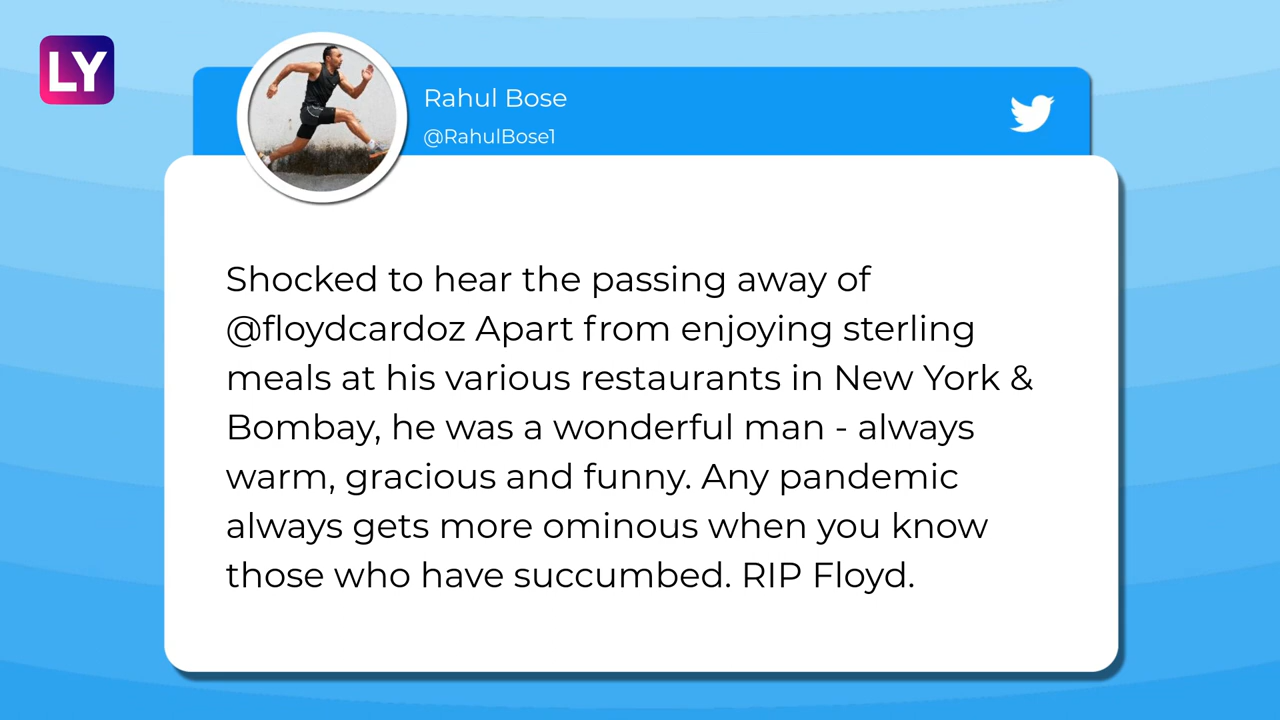 LY
Rahul Bose
@RahulBose1
Shocked to hear the passing away of
@floydcardoz Apart from enjoying sterling
meals at his various restaurants in New York &
Bombay, he was a wonderful man - always
warm, gracious and funny. Any pandemic
always gets more ominous when you know
those who have succumbed. RIP Floyd.